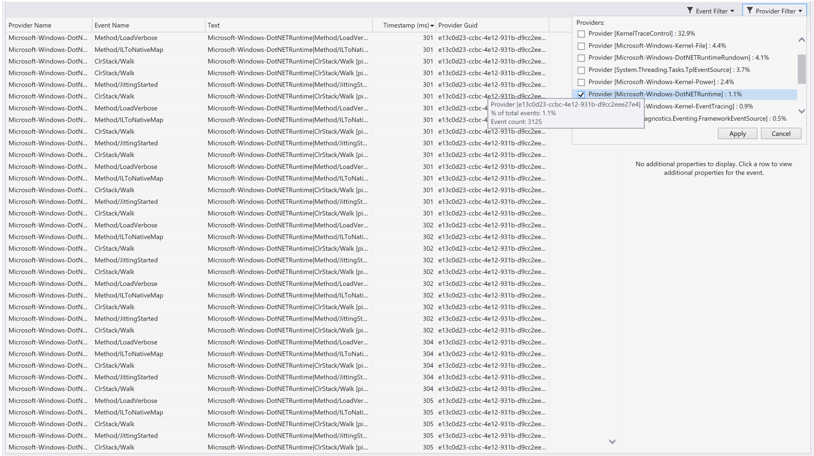 Event Filter Provider Filter
Provider Name Event Name Text Timestamp (ms) Provider Guid
Microsoft-Windows-DotN... Method/LoadVerbose Microsoft-Windows-DotNETRuntime|Method/LoadVer... 301 e13c0d23-ccbc-4e12-931b-d9cc2ee...
Microsoft-Windows-DotN... Method/ILToNativeMap Microsoft-Windows-DotNETRuntime|Method/ILToNati... 301 e13c0d23-ccbc-4e12-931b-d9cc2ee...
Microsoft-Windows-DotN... ClrStack/Walk Microsoft-Windows-DotNETRuntime|ClrStack/Walk [pi... 301 e13c0d23-ccbc-4e12-931b-d9cc2ee...
Microsoft-Windows-DotN... ClrStack/Walk Microsoft-Windows-DotNETRuntime|ClrStack/Walk [pi... 301 e13c0d23-ccbc-4e12-931b-d9cc2ee...
Microsoft-Windows-DotN... Method/JittingStarted Microsoft-Windows-DotNETRuntime|Method/JittingSt... 301 e13c0d23-ccbc-4e12-931b-d9cc2ee...
Microsoft-Windows-DotN... ClrStack/Walk Microsoft-Windows-DotNETRuntime|ClrStack/Walk [pi... 301 e13c0d23-ccbc-4e12-931b-d9cc2ee...
Microsoft-Windows-DotN... Method/LoadVerbose Microsoft-Windows-DotNETRuntime|Method/LoadVer... 301 e13c0d23-ccbc-4e12
Microsoft-Windows-DotN... Method/ILToNativeMap Microsoft-Windows-DotNETRuntime|Method/ILToNati... 301 e13c0d23-ccbc-4e12
Microsoft-Windows-DotN... ClrStack/Walk Microsoft-Windows-DotNETRuntime|ClrStack/Walk [pi... 301 e13c0d23-ccbc-4e12-931b-d9cc2ee...
Microsoft-Windows-DotN... Method/JittingStarted Microsoft-Windows-DotNETRuntime|Method/JittingSt... 301 e13c0d23-ccbc-4e12-931b-d9cc2ee...
Microsoft-Windows-DotN... ClrStack/Walk Microsoft-Windows-DotNETRuntime|ClrStack/Walk [pi... 301 e13c0d23-ccbc-4e12-931b-d9cc2ee...
Microsoft-Windows-DotN... Method/LoadVerbose Microsoft-Windows-DotNETRuntime|Method/LoadVer... 301 e13c0d23-ccbc-4e12-931b-d9cc2ee...
Microsoft-Windows-DotN... Method/ILToNativeMap Microsoft-Windows-DotNETRuntime|Method/ILToNati... 301 e13c0d23-ccbc-4e12-931b-d9cc2ee...
Microsoft-Windows-DotN... ClrStack/Walk Microsoft-Windows-DotNETRuntime|ClrStack/Walk [pi... 301 e13c0d23-ccbc-4e12-931b-d9cc2ee...
Microsoft-Windows-DotN... Method/JittingStarted Microsoft-Windows-DotNETRuntime|Method/JittingSt... 301 e13c0d23-ccbc-4e12-931b-d9cc2ee...
Microsoft-Windows-DotN... ClrStack/Walk Microsoft-Windows-DotNETRuntime|ClrStack/Walk [pi... 301 e13c0d23-ccbc-4e12-931b-d9cc2ee...
Microsoft-Windows-DotN... Method/LoadVerbose Microsoft-Windows-DotNETRuntime|Method/LoadVer... 302 e13c0d23-ccbc-4e12-931b-d9cc2ee...
Microsoft-Windows-DotN... Method/ILToNativeMap Microsoft-Windows-DotNETRuntime|Method/ILToNati... 302 e13c0d23-ccbc-4e12-931b-d9cc2ee...
Microsoft-Windows-DotN... ClrStack/Walk Microsoft-Windows-DotNETRuntime|ClrStack/Walk [pi... 302 e13c0d23-ccbc-4e12-931b-d9cc2ee...
Microsoft-Windows-DotN... Method/JittingStarted Microsoft-Windows-DotNETRuntime|Method/JittingSt... 302 e13c0d23-ccbc-4e12-931b-d9cc2ee...
Microsoft-Windows-DotN... ClrStack/Walk Microsoft-Windows-DotNETRuntime|ClrStack/Walk [pi... 302 e13c0d23-ccbc-4e12-931b-d9cc2ee...
Microsoft-Windows-DotN... Method/LoadVerbose Microsoft-Windows-DotNETRuntime|Method/LoadVer... 302 e13c0d23-ccbc-4e12-931b-d9cc2ee...
Microsoft-Windows-DotN... Method/ILToNativeMap Microsoft-Windows-DotNETRuntime|Method/ILToNati... 302 e13c0d23-ccbc-4e12-931b-d9cc2ee...
Microsoft-Windows-DotN... ClrStack/Walk Microsoft-Windows-DotNETRuntime|ClrStack/Walk [pi... 302 e13c0d23-ccbc-4e12-931b-d9cc2ee...
Microsoft-Windows-DotN... Method/JittingStarted Microsoft-Windows-DotNETRuntime|Method/JittingSt... 302 e13c0d23-ccbc-4e12-931b-d9cc2ee...
Microsoft-Windows-DotN... ClrStack/Walk Microsoft-Windows-DotNETRuntime|ClrStack/Walk [pi... 302 e13c0d23-ccbc-4e12-931b-d9cc2ee...
Microsoft-Windows-DotN... Method/LoadVerbose Microsoft-Windows-DotNETRuntime|Method/LoadVer... 304 e13c0d23-ccbc-4e12-931b-d9cc2ee...
Microsoft-Windows-DotN... Method/ILToNativeMap Microsoft-Windows-DotNETRuntime|Method/ILToNati... 304 e13c0d23-ccbc-4e12-931b-d9cc2ee...
Microsoft-Windows-DotN... ClrStack/Walk Microsoft-Windows-DotNETRuntime|ClrStack/Walk [pi... 304 e13c0d23-ccbc-4e12-931b-d9cc2ee...
Microsoft-Windows-DotN... Method/JittingStarted Microsoft-Windows-DotNETRuntime|Method/JittingSt... 304 e13c0d23-ccbc-4e12-931b-d9cc2ee...
Microsoft-Windows-DotN... ClrStack/Walk Microsoft-Windows-DotNETRuntime|ClrStack/Walk [pi... 304 e13c0d23-ccbc-4e12-931b-d9cc2ee...
Microsoft-Windows-DotN... Method/LoadVerbose Microsoft-Windows-DotNETRuntime|Method/LoadVer... 305 e13c0d23-ccbc-4e12-931b-d9cc2ee...
Microsoft-Windows-DotN... Method/ILToNativeMap Microsoft-Windows-DotNETRuntime|Method/ILToNati... 305 e13c0d23-ccbc-4e12-931b-d9cc2ee...
Microsoft-Windows-DotN... ClrStack/Walk Microsoft-Windows-DotNETRuntime|ClrStack/Walk [pi... 305 e13c0d23-ccbc-4e12-931b-d9cc2ee...
Microsoft-Windows-DotN... Method/JittingStarted Microsoft-Windows-DotNETRuntime|Method/JittingSt... 305 e13c0d23-ccbc-4e12-931b-d9cc2ee...
Microsoft-Windows-DotN... ClrStack/Walk Microsoft-Windows-DotNETRuntime|ClrStack/Walk [pi... 305 e13c0d23-ccbc-4e12-931b-d9cc2ee...
Providers:
Provider [KernelTraceControl] : 32.9%
Provider [Microsoft-Windows-Kernel-File] : 4.4%
Provider [Microsoft-Windows-DotNETRuntimeRundown] : 4.1%
Provider [System.Threading.Tasks.TplEventSource] : 3.7%
Provider [Microsoft-Windows-Kernel-Power] : 2.4%
Provider [Microsoft-Windows-DotNETRuntime] : 1.1%
-Windows-Kernel-EventTracing] : 0.9%
agnostics.Eventing.FrameworkEventSource] : 0.5%
Provider [e13c0d23-ccbc-4e12-931b-d9cc2eee27e4]
% of total events: 1.1%
Event count: 3125
Apply Cancel
No additional properties to display. Click a row to view
additional properties for the event.